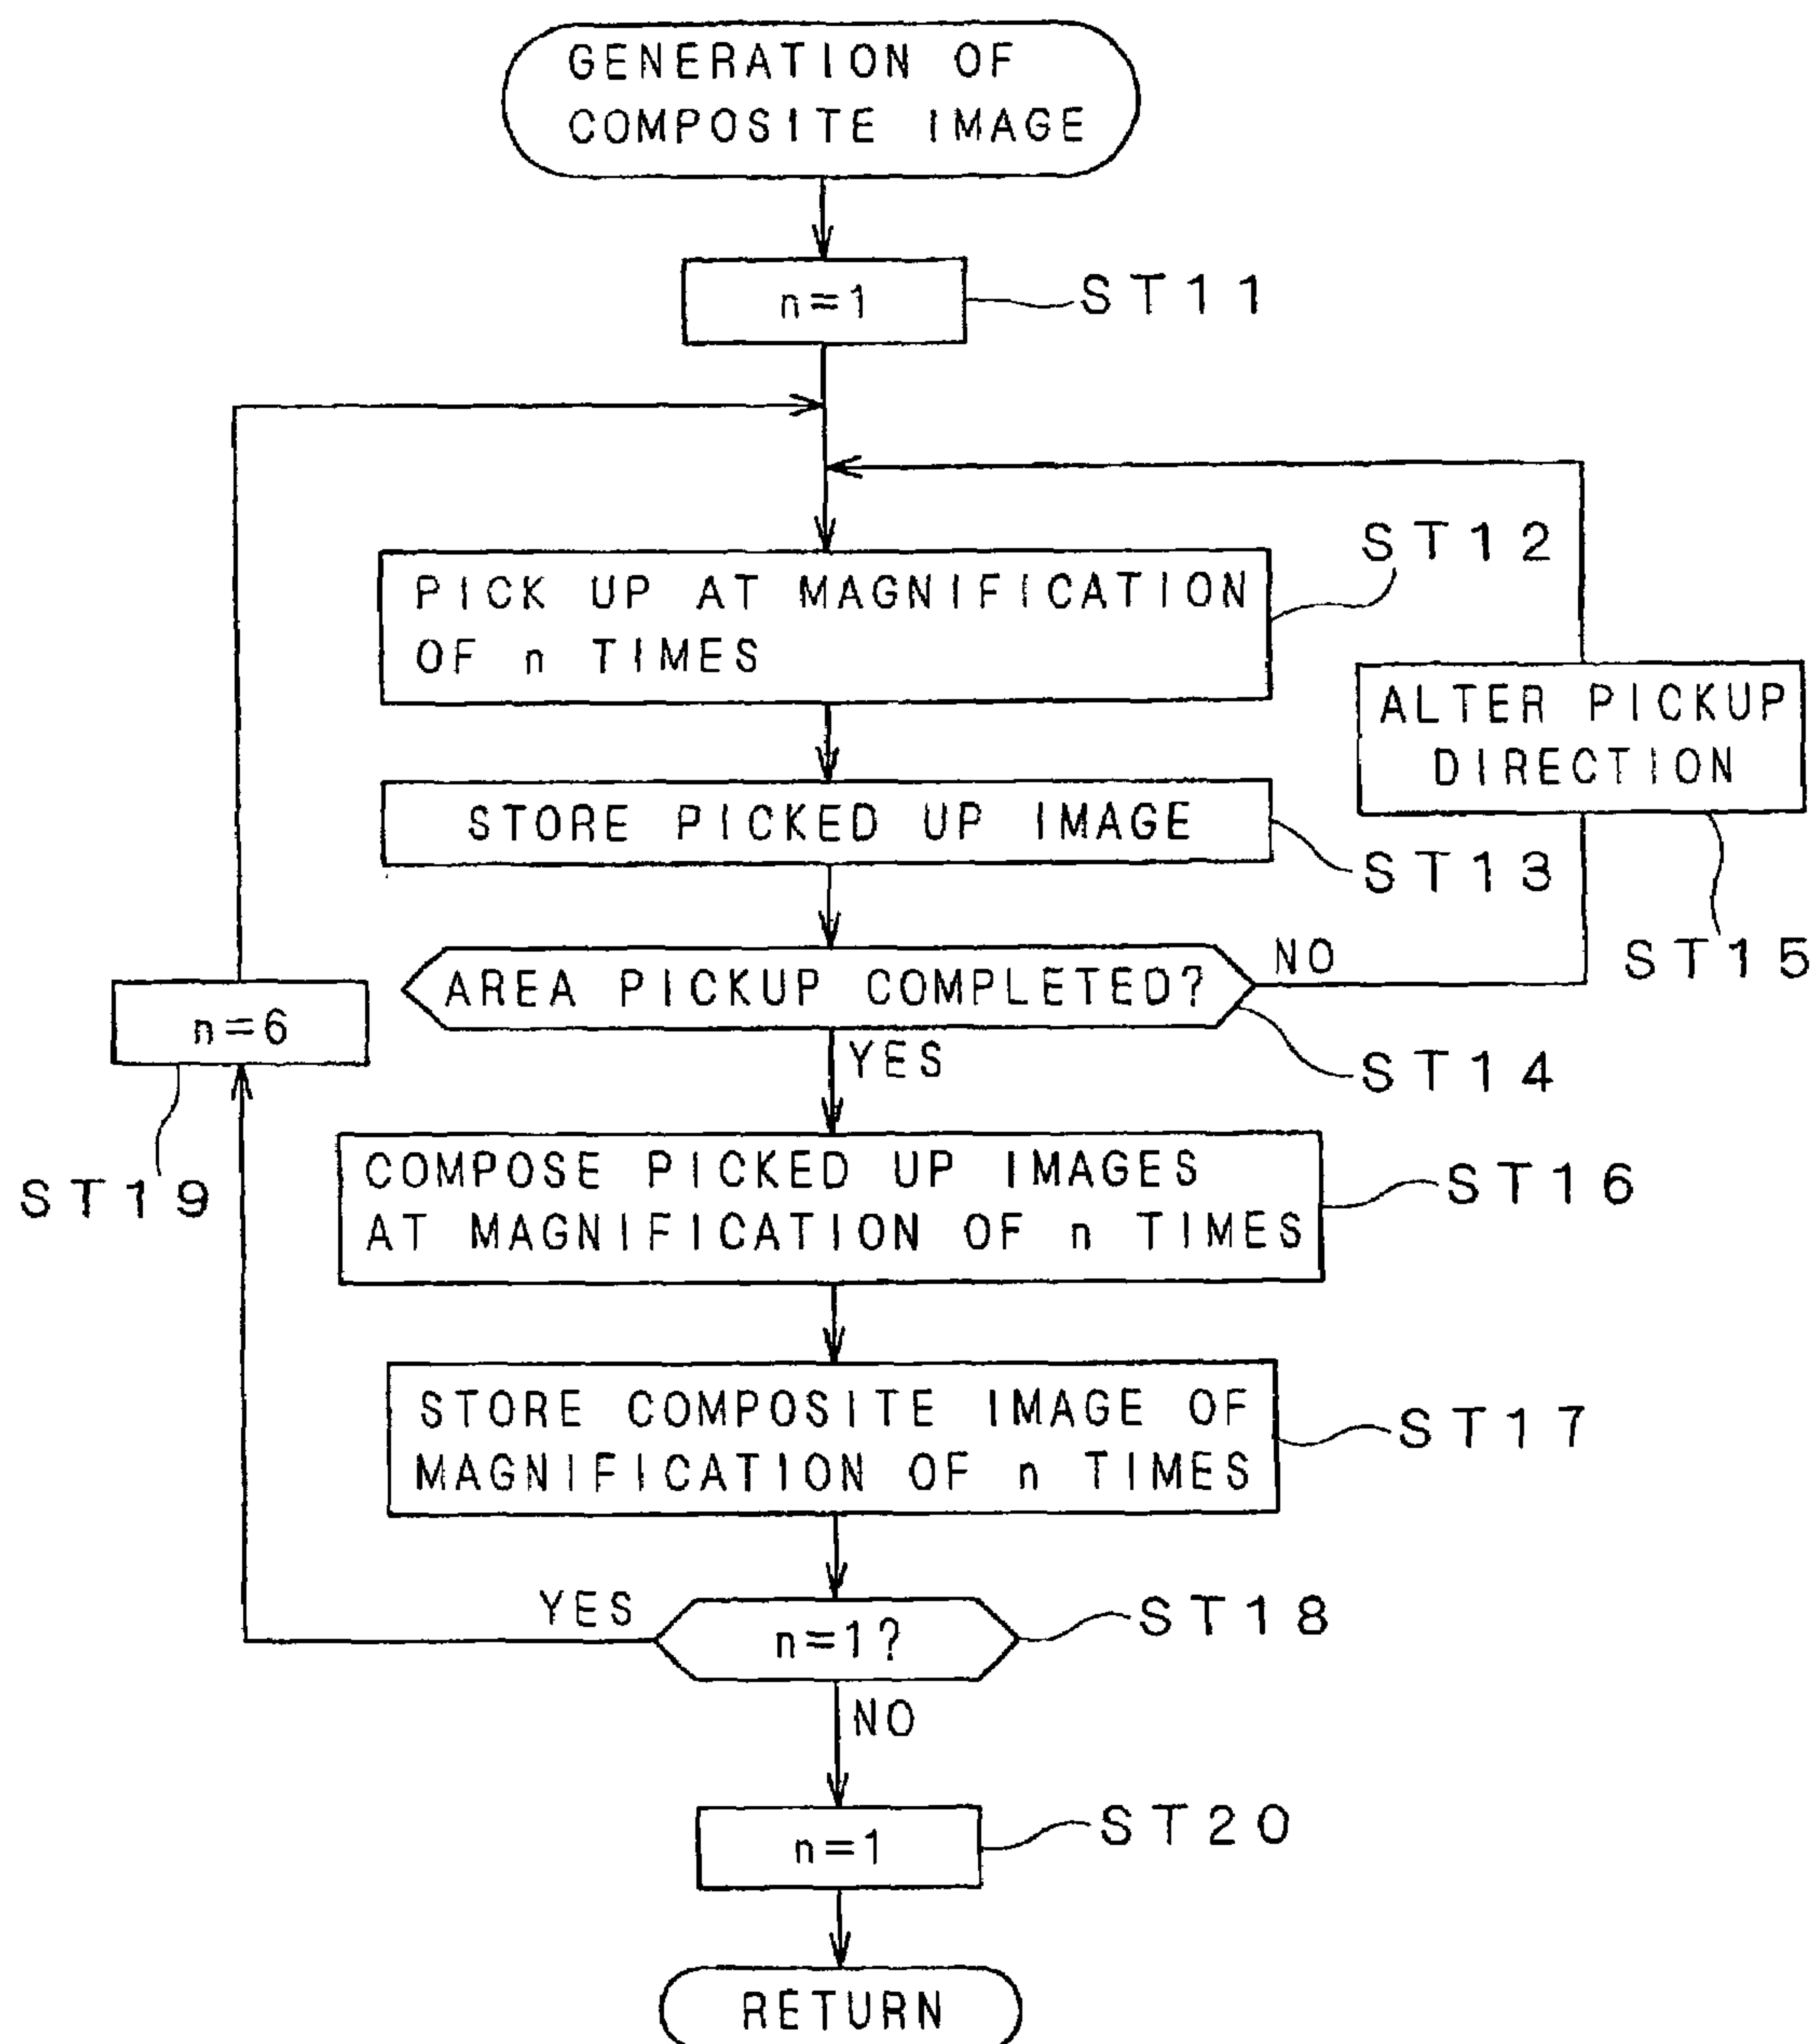 GENERATION OF
COMPOSITE IMAGE
n=1
ST11
PICK UP AT MAGNIFICATION
OF n TIMES
ST12
ALTER PICKUP
DIRECTION
STORE PICKED UP IMAGE
ST13
AREA PICKUP COMPLETED?
NO
ST15
n=6
YES
ST14
COMPOSE PICKED UP IMAGES
AT MAGNIFICATION OF n TIMES
ST16
ST19
STORE COMPOSITE IMAGE OF
MAGNIFICATION OF n TIMES
ST17
YES
n=1?
ST18
NO
n=1
ST20
RETURN